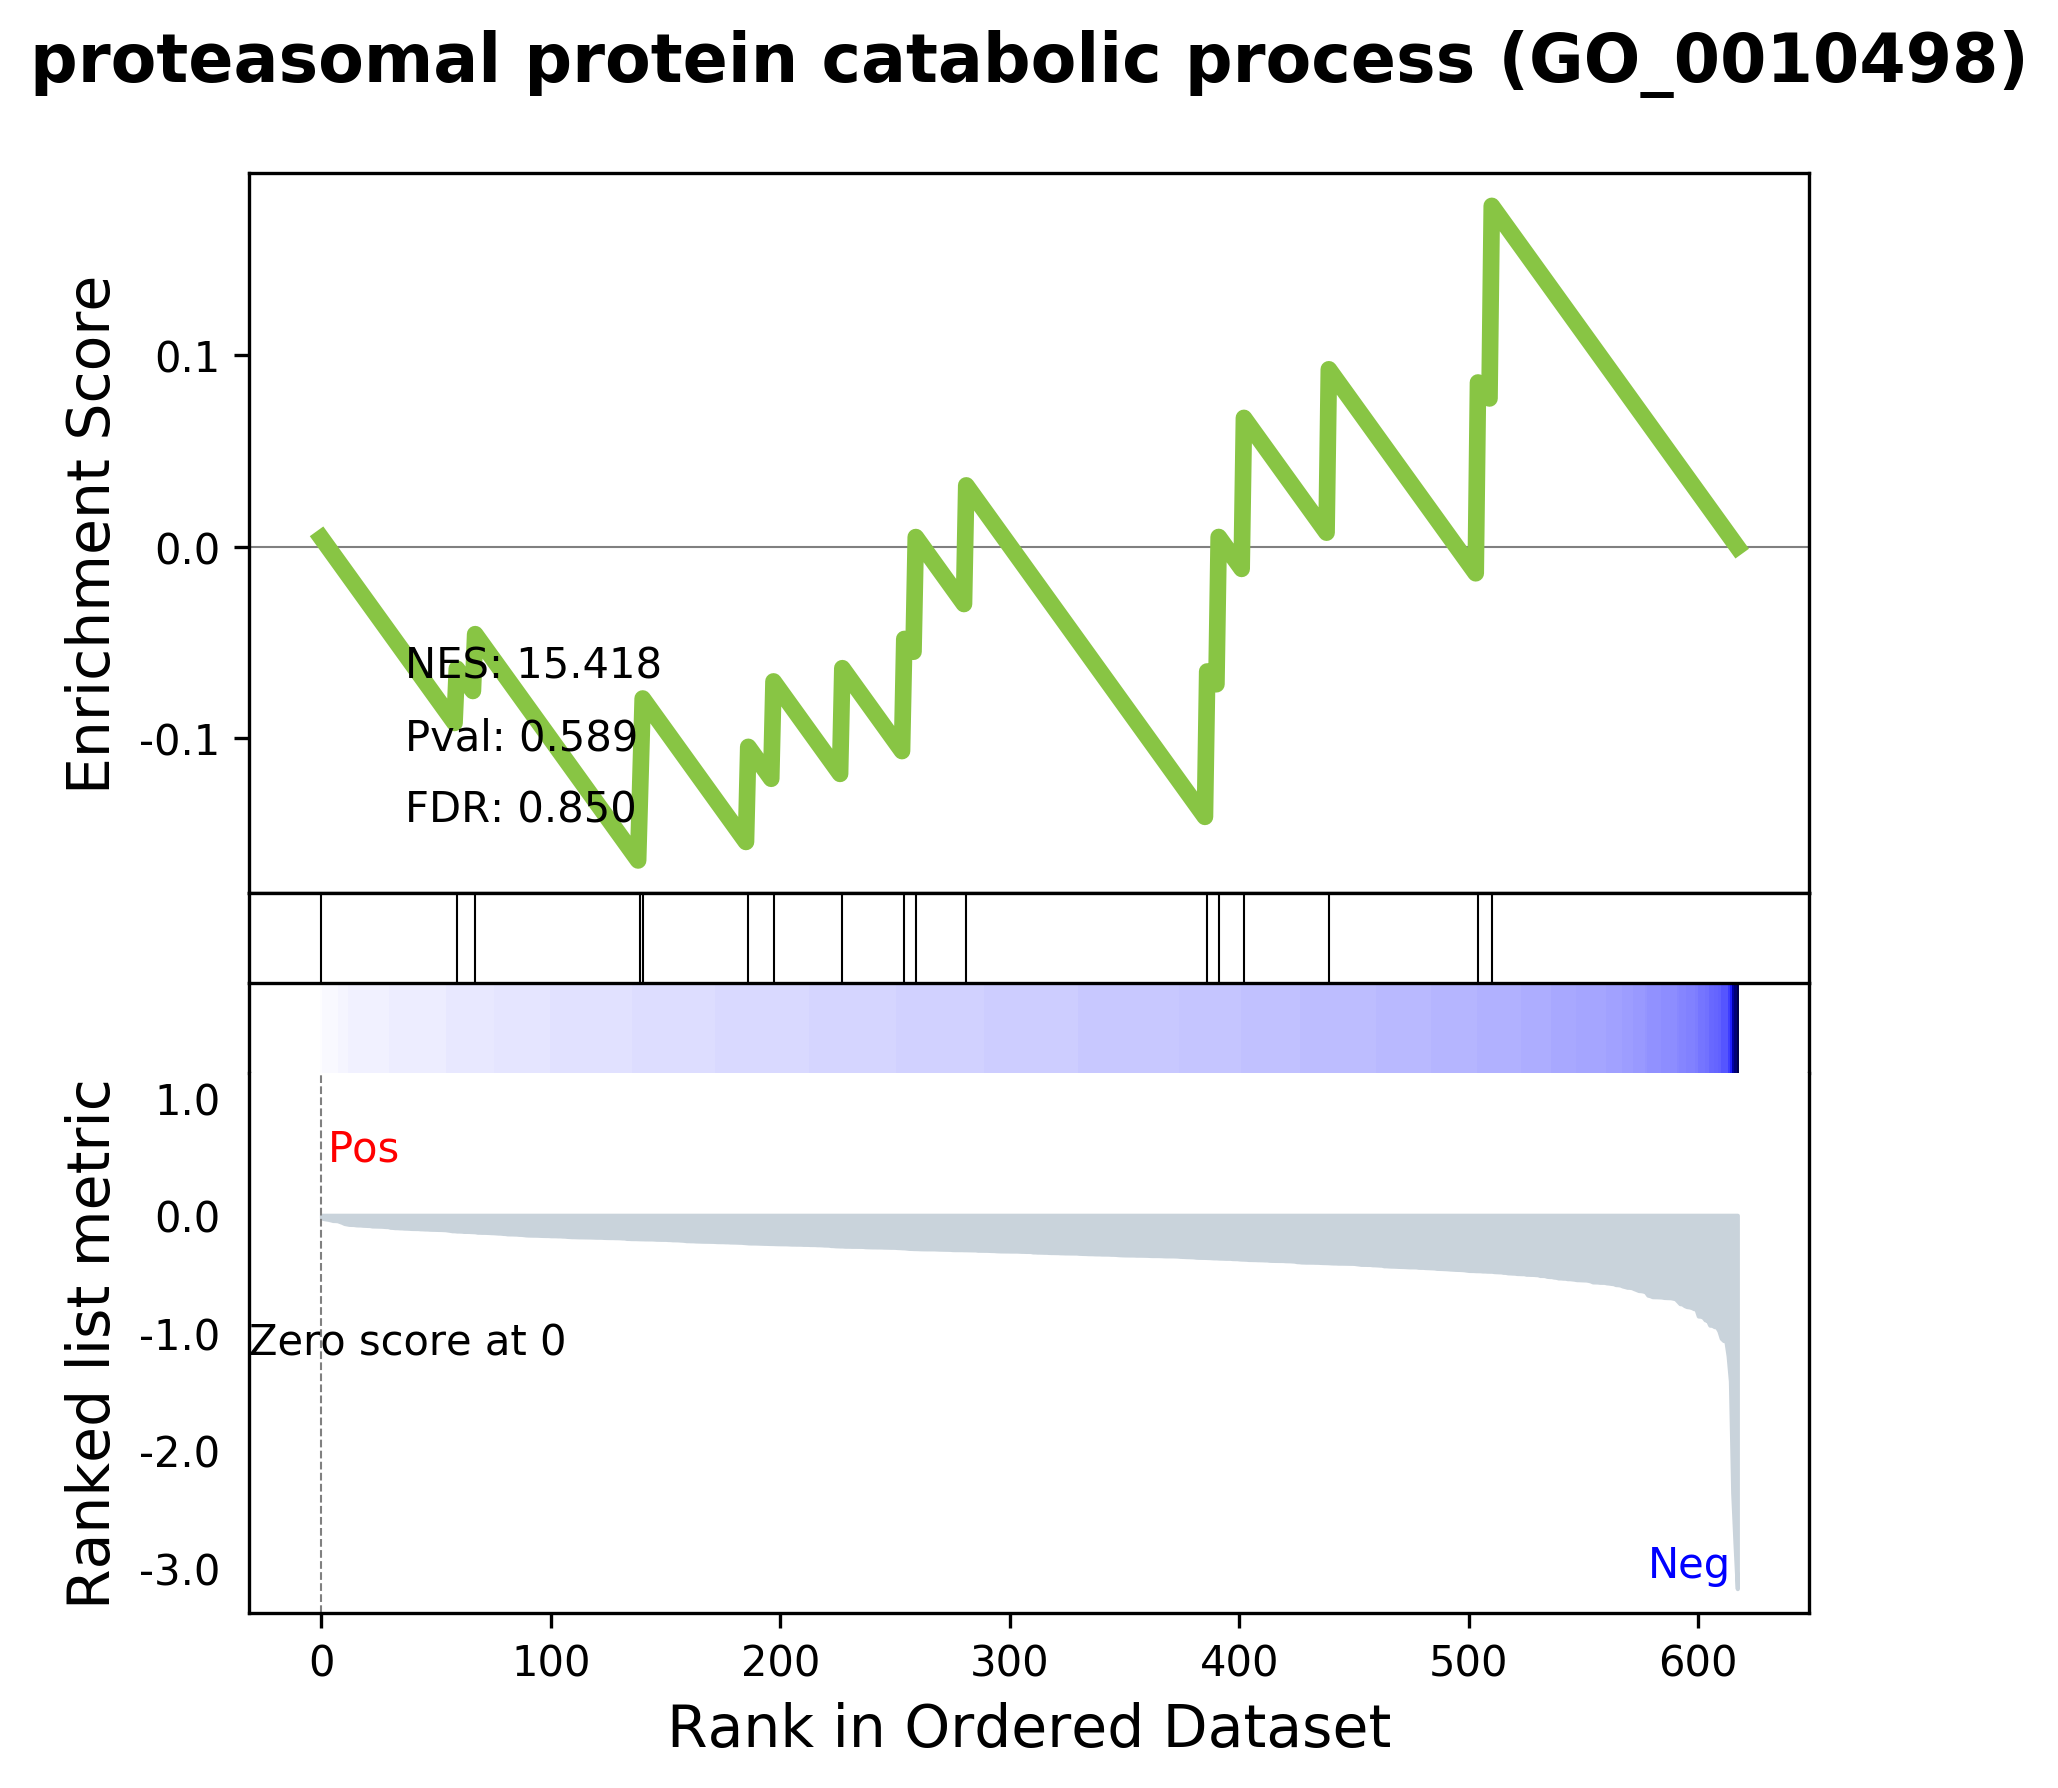 proteasomal protein catabolic process (GO_0010498)
Enrichment Score
0.1
0.0
-0.1
NES: 15.418
Pval: 0.589
FDR: 0.850
Ranked list metric
1.0
0.0
-1.0
-2.0
-3.0
Pos
Zero score at 0
Neg
0 100 200 300 400 500 600
Rank in Ordered Dataset